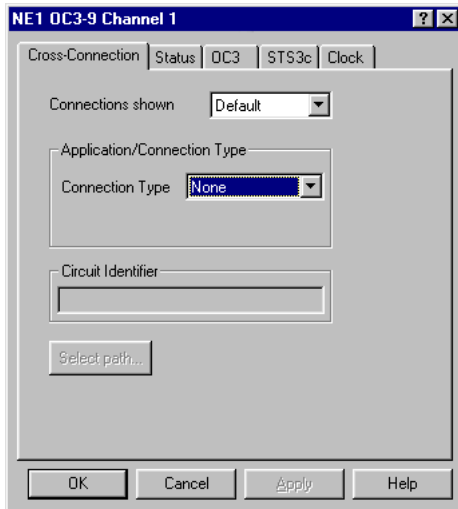 NE1 OC3-9 Channel 1
Cross-Connection Status OC3 STS3c Clock
Connections shown Default
Application/Connection Type
Connection Type None
Circuit Identifier
Select path...
OK Cancel Apply Help